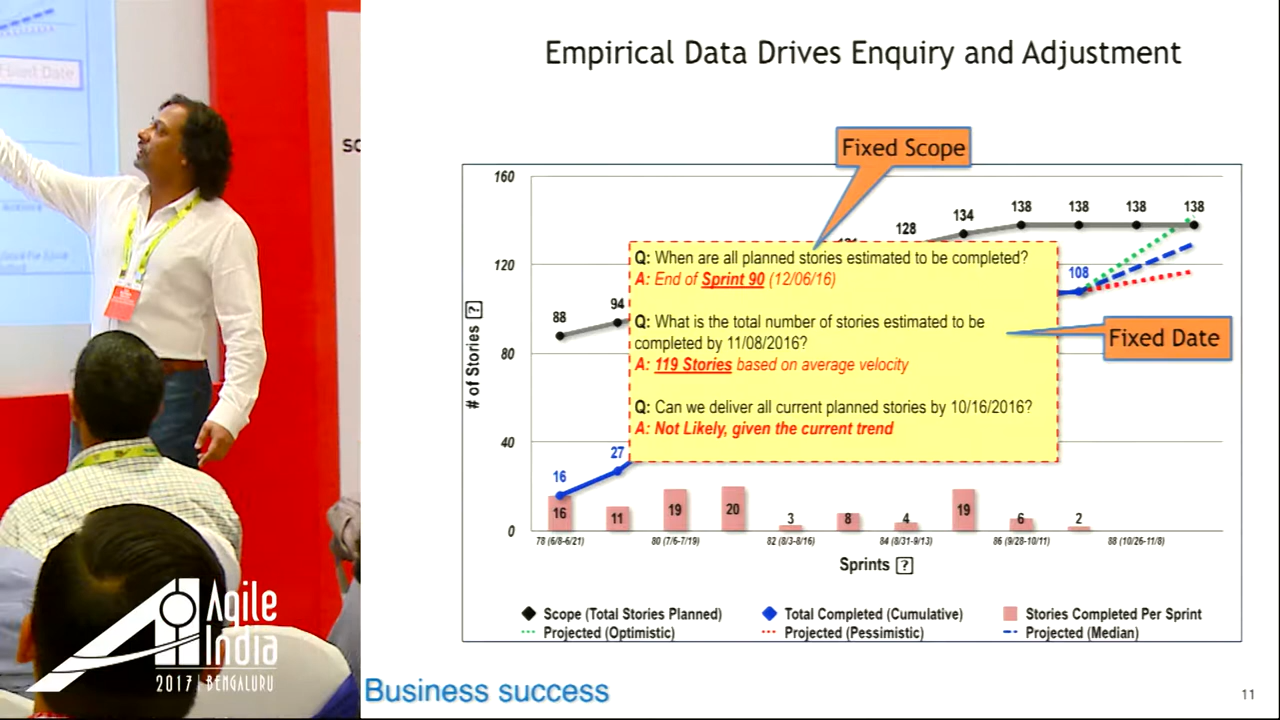 Empirical Data Drives Enquiry and Adjustment
Fixed Scope
160
120
80
40
0
# of Stories ?
88
94
128
134
138
138
138
138
108
16
27
Q: When are all planned stories estimated to be completed?
A: End of Sprint 90 (12/06/16)
Q: What is the total number of stories estimated to be
completed by 11/08/2016?
A: 119 Stories based on average velocity
Q: Can we deliver all current planned stories by 10/16/2016?
A: Not Likely, given the current trend
Fixed Date
16
11
19
20
3
8
4
19
6
2
78 (6/8-6/21)
80 (7/6-7/19)
82 (8/3-8/16)
84 (8/31-9/13)
86 (9/28-10/11)
88 (10/26-11/8)
Sprints ?
Scope (Total Stories Planned)
Total Completed (Cumulative)
Stories Completed Per Sprint
Projected (Optimistic)
Projected (Pessimistic)
Projected (Median)
Business success
11
Fixed Date
Agile
India
2017 | BENGALURU